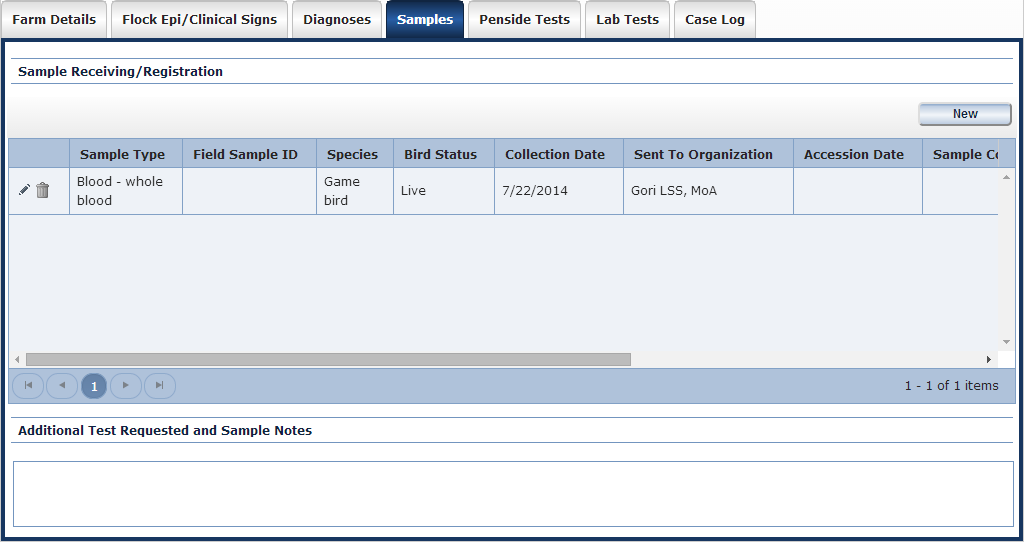 Farm Details Flock Epi/Clinical Signs Diagnoses Samples Penside Tests Lab Tests Case Log
Sample Receiving/Registration
New
Sample Type Field Sample ID Species Bird Status Collection Date Sent To Organization Accession Date Sample Co
Blood - whole blood Game bird Live 7/22/2014 Gori LSS, MoA
1
1 - 1 of 1 items
Additional Test Requested and Sample Notes